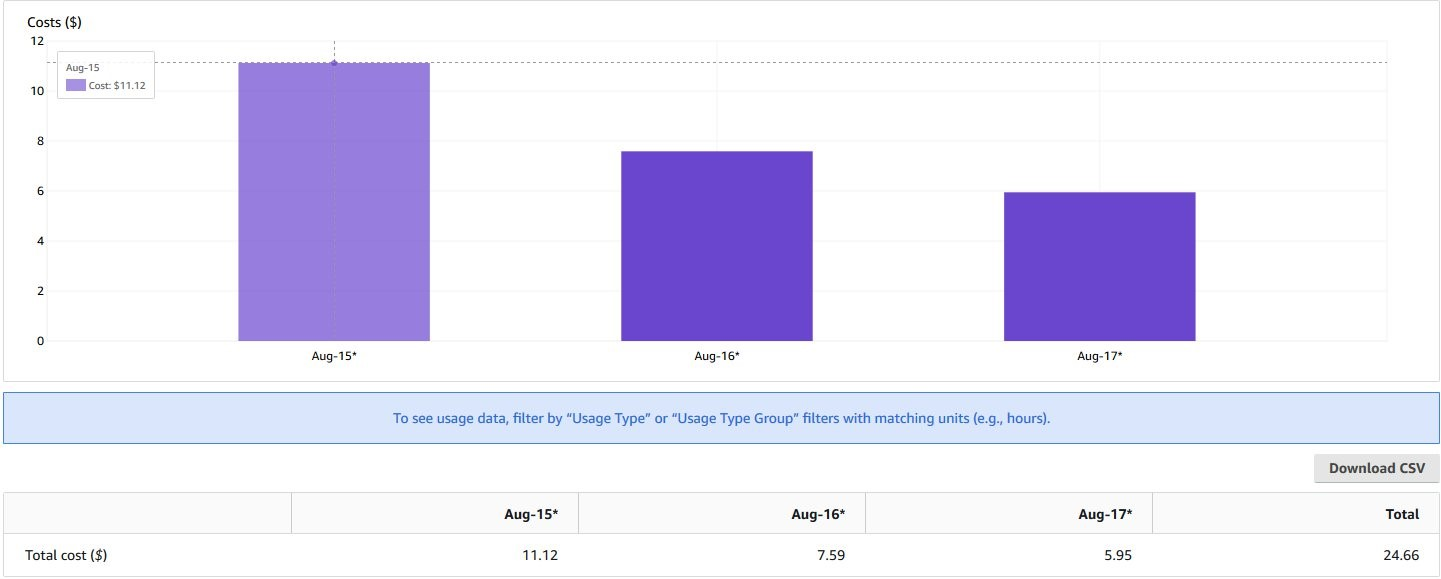 Costs ($)
12
Aug-15
Cost: $11.12
10
8
6
4
2
0
Aug-15* Aug-16* Aug-17*
To see usage data, filter by “Usage Type” or “Usage Type Group” filters with matching units (e.g., hours).
Download CSV
Aug-15* Aug-16* Aug-17* Total
Total cost ($) 11.12 7.59 5.95 24.66